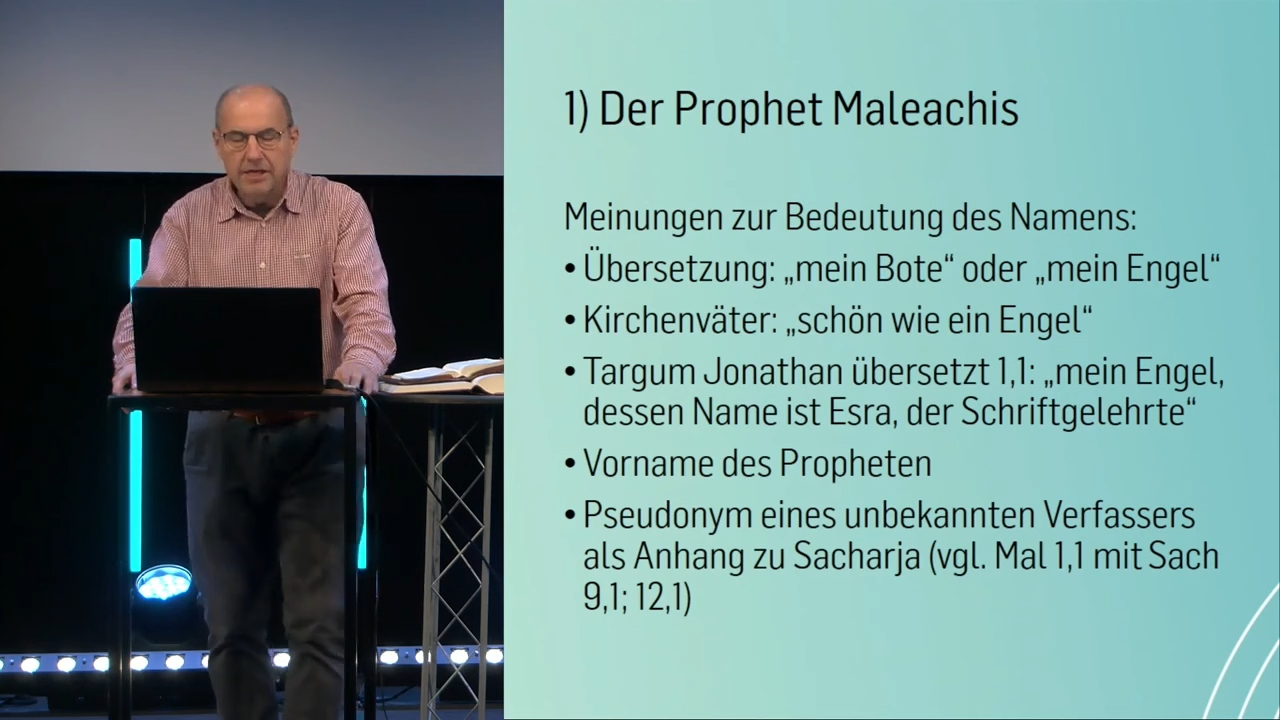 1) Der Prophet Maleachis
Meinungen zur Bedeutung des Namens:
• Übersetzung: „mein Bote“ oder „mein Engel“
• Kirchenväter: „schön wie ein Engel“
• Targum Jonathan übersetzt 1,1: „mein Engel,
dessen Name ist Esra, der Schriftgelehrte“
• Vorname des Propheten
• Pseudonym eines unbekannten Verfassers
als Anhang zu Sacharja (vgl. Mal 1,1 mit Sach
9,1; 12,1)